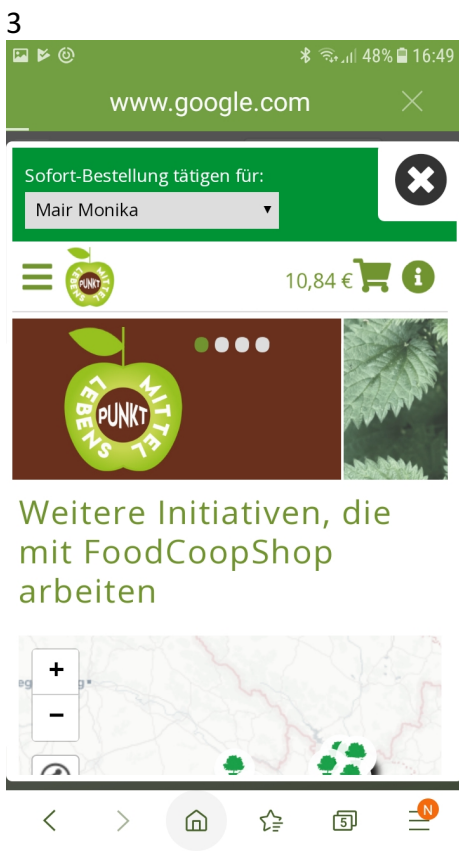 3
48% 16:49
www.google.com
Sofort-Bestellung tätigen für:
Mair Monika
PUNKT
10,84 €
LEBENS
MITTEL
PUNKT
Weitere Initiativen, die
mit FoodCoopShop
arbeiten
+
−
5
N